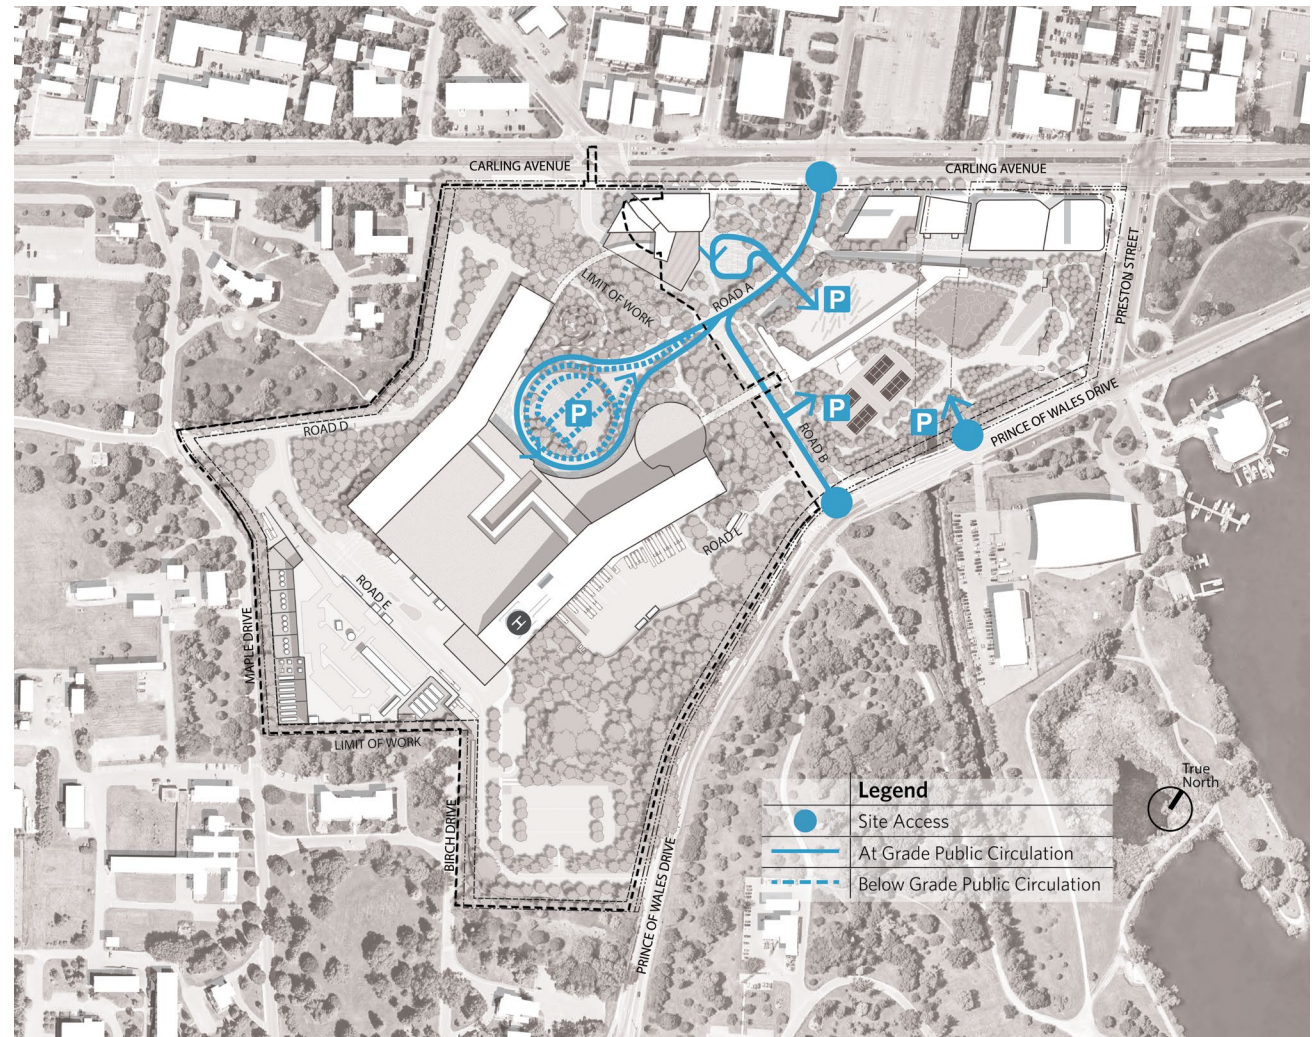 CARLING AVENUE
CARLING AVENUE
PRESTON STREET
LIMIT OF WORK
ROAD A
P
P
P
P
ROAD B
PRINCE OF WALES DRIVE
ROAD D
ROAD E
ROAD E
H
MAPLE DRIVE
LIMIT OF WORK
BIRCH DRIVE
PRINCE OF WALES DRIVE
True
North
Legend
Site Access
At Grade Public Circulation
Below Grade Public Circulation